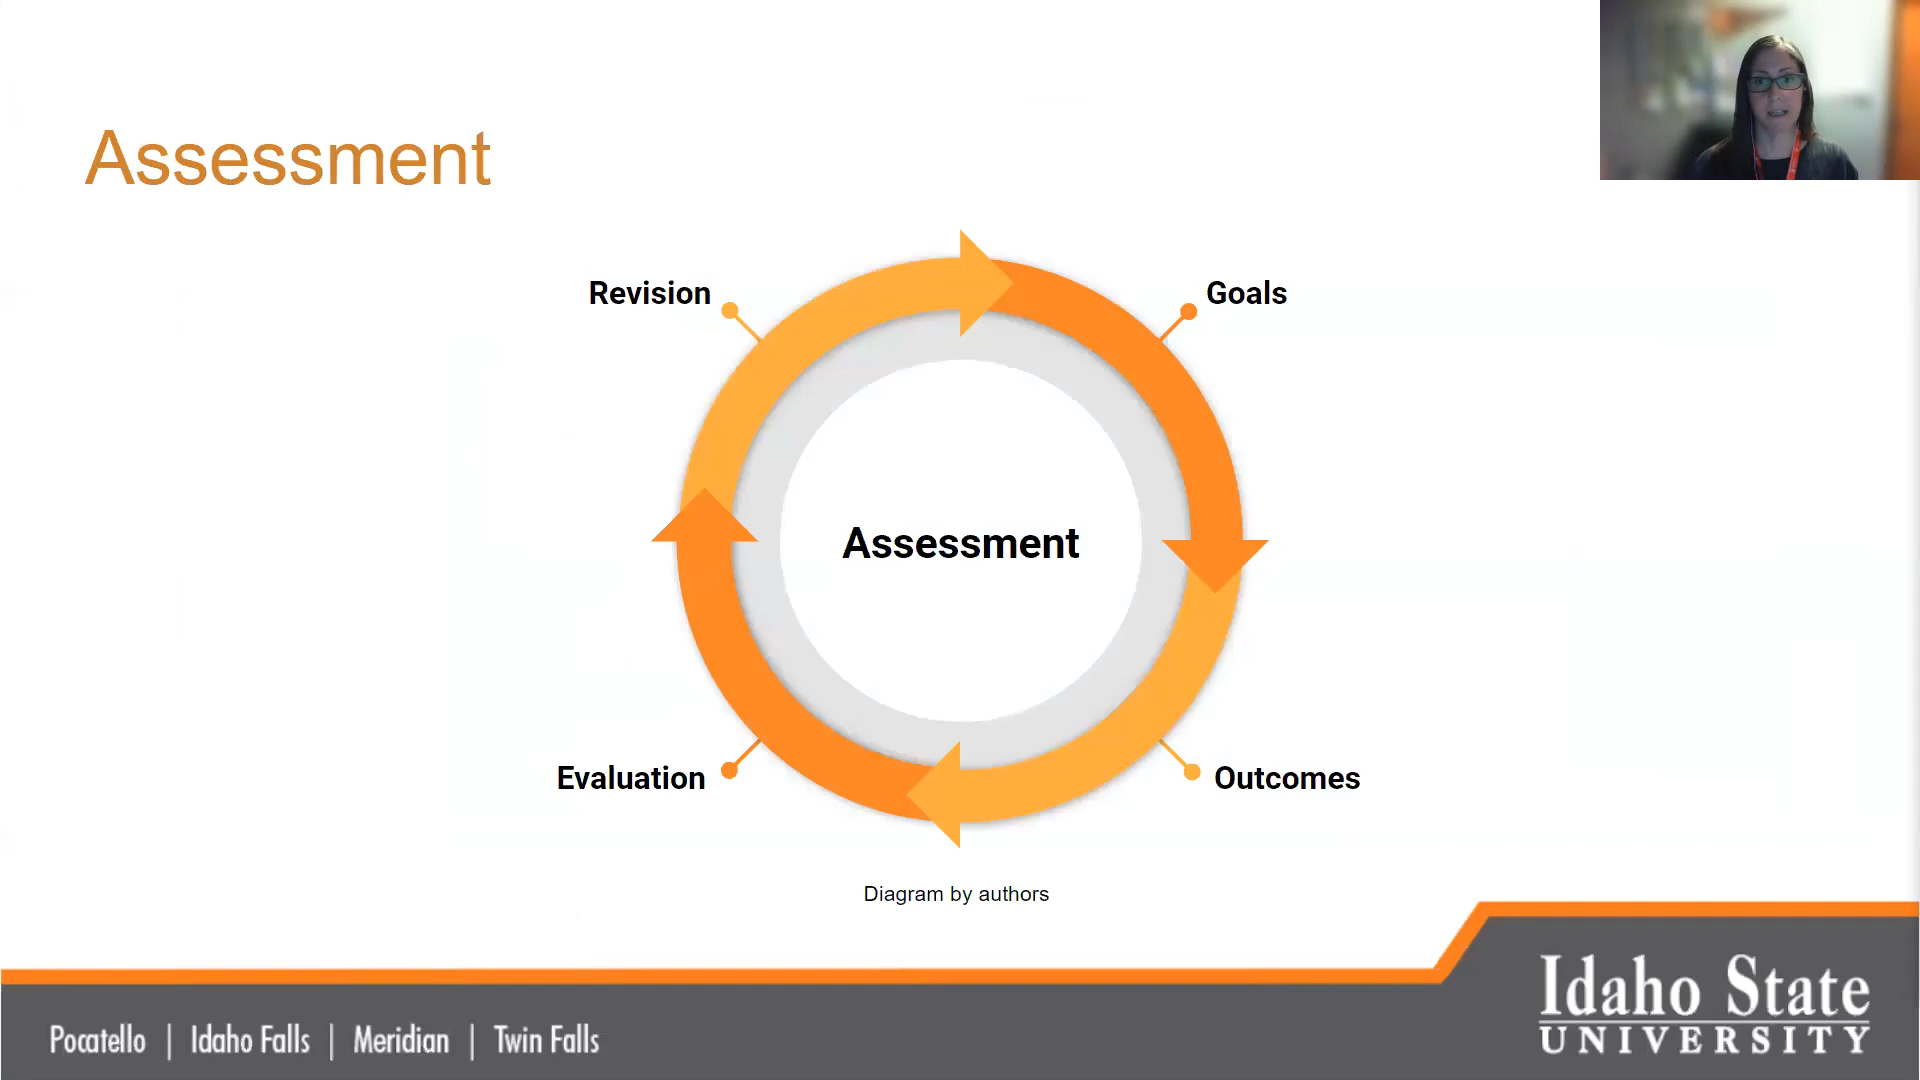 Assessment
Revision
Goals
Assessment
Evaluation
Outcomes
Diagram by authors
Pocatello | Idaho Falls | Meridian | Twin Falls
Idaho State
UNIVERSITY